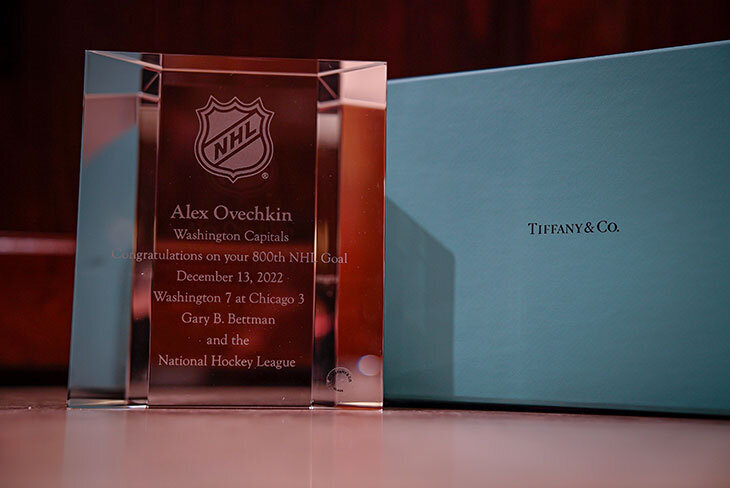 NHL
®
Alex Ovechkin
Washington Capitals
Congratulations on your 800th NHL Goal
December 13, 2022
Washington 7 at Chicago 3
Gary B. Bettman
and the
National Hockey League
TIFFANY & CO.